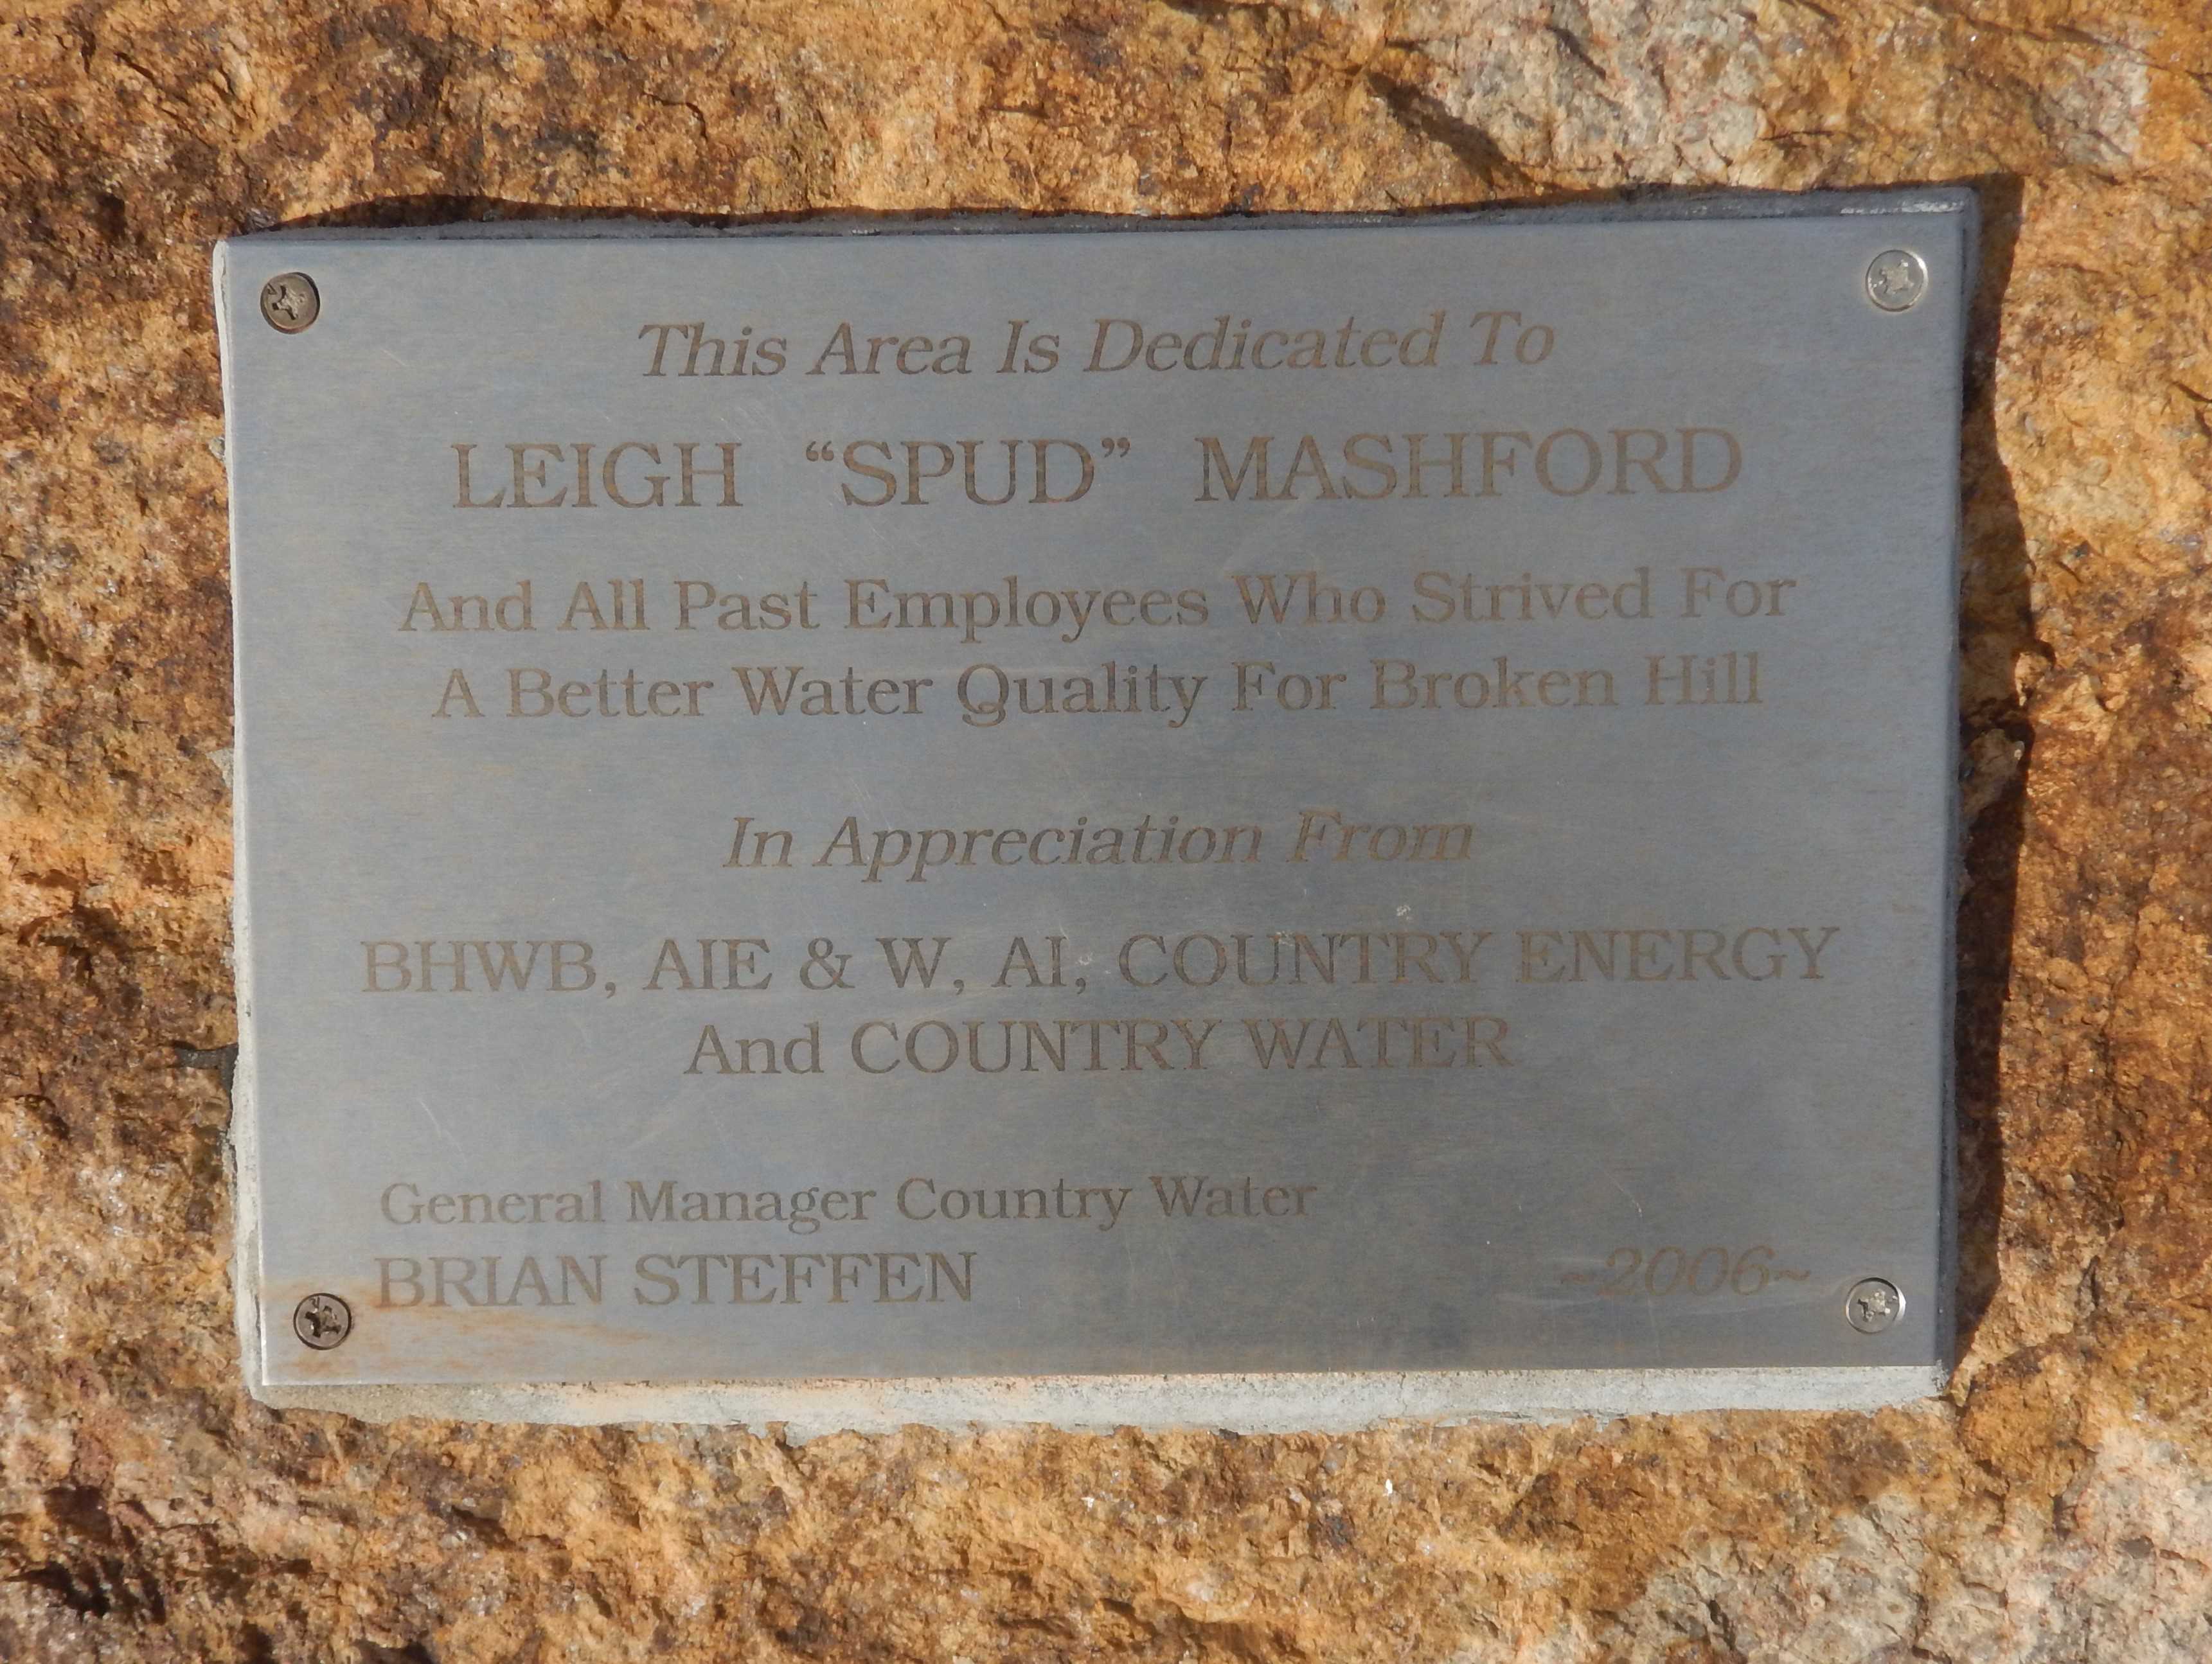 This Area Is Dedicated To
LEIGH “SPUD” MASHFORD
And All Past Employees Who Strived For
A Better Water Quality For Broken Hill
In Appreciation From
BHWB, AIE & W, AI, COUNTRY ENERGY
And COUNTRY WATER
General Manager Country Water
BRIAN STEFFEN ~2006~